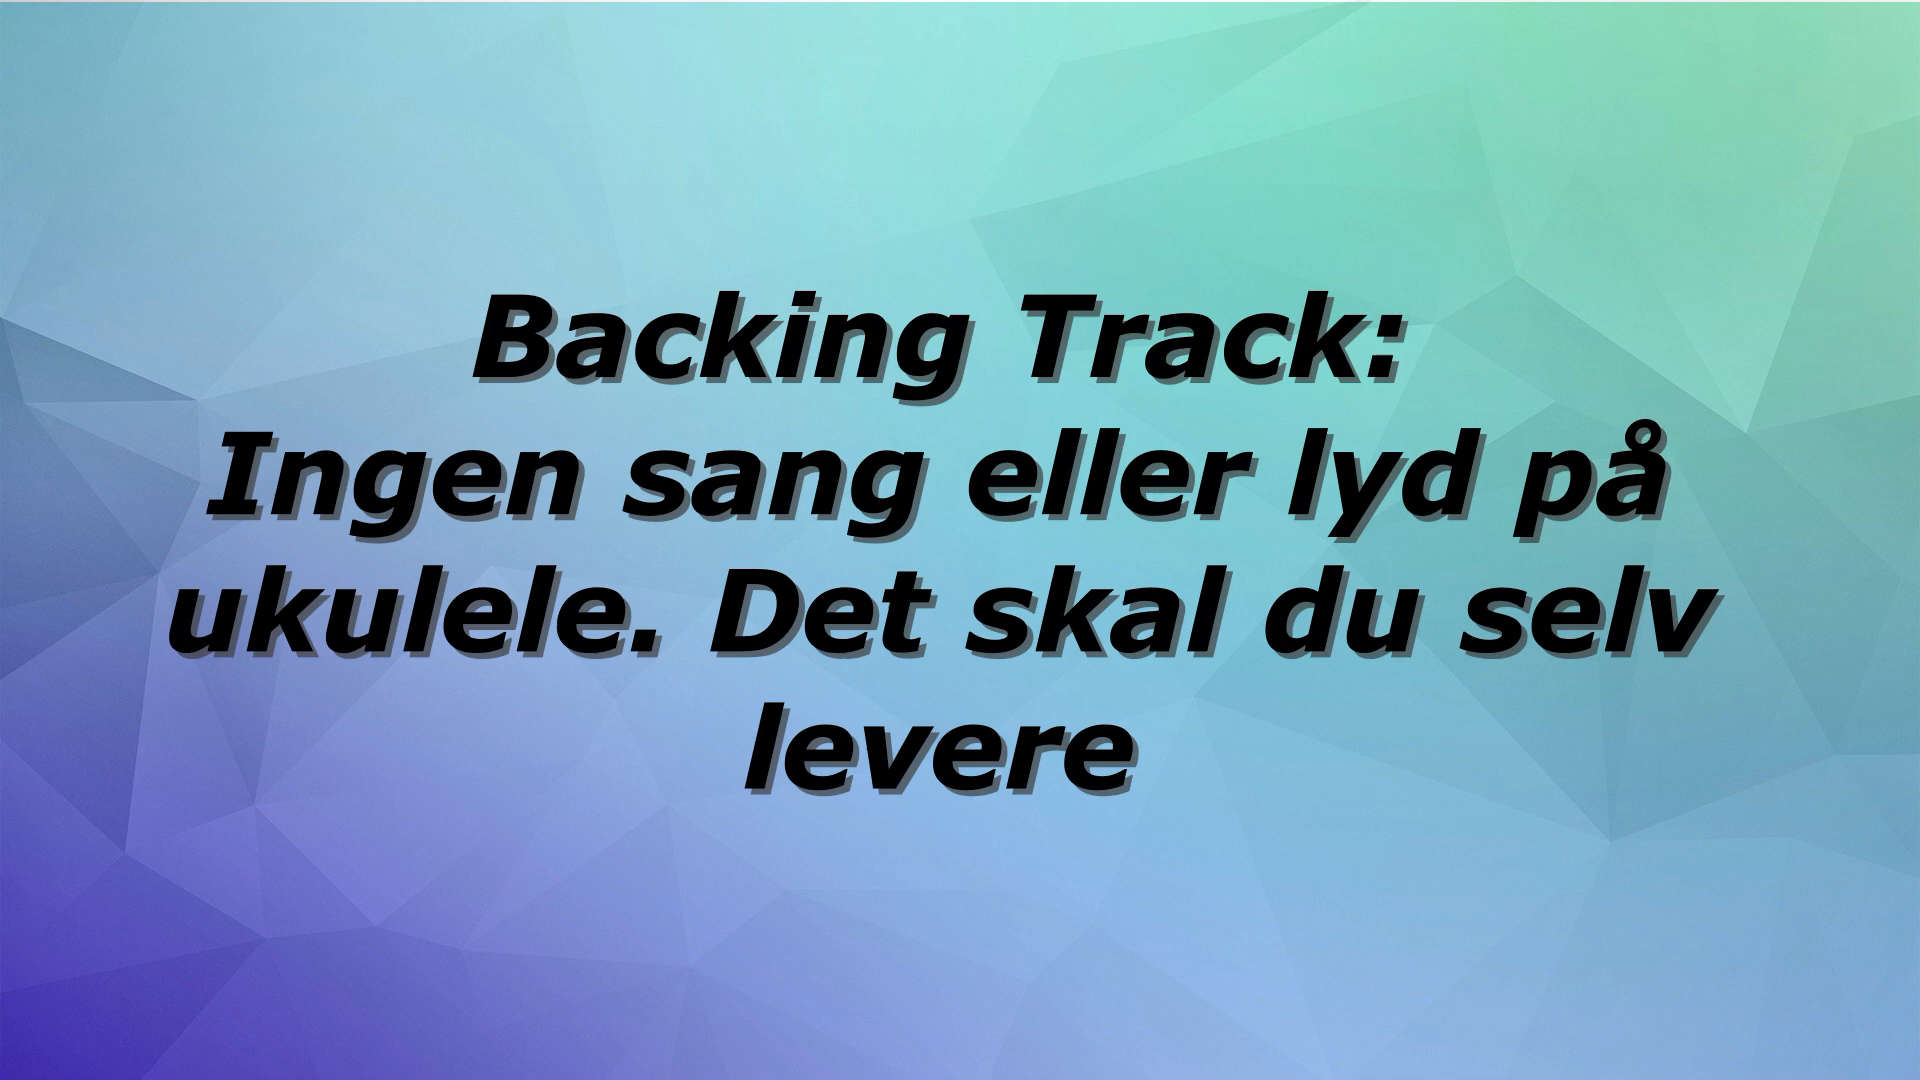 Backing Track:
Ingen sang eller lyd på
ukulele. Det skal du selv
levere